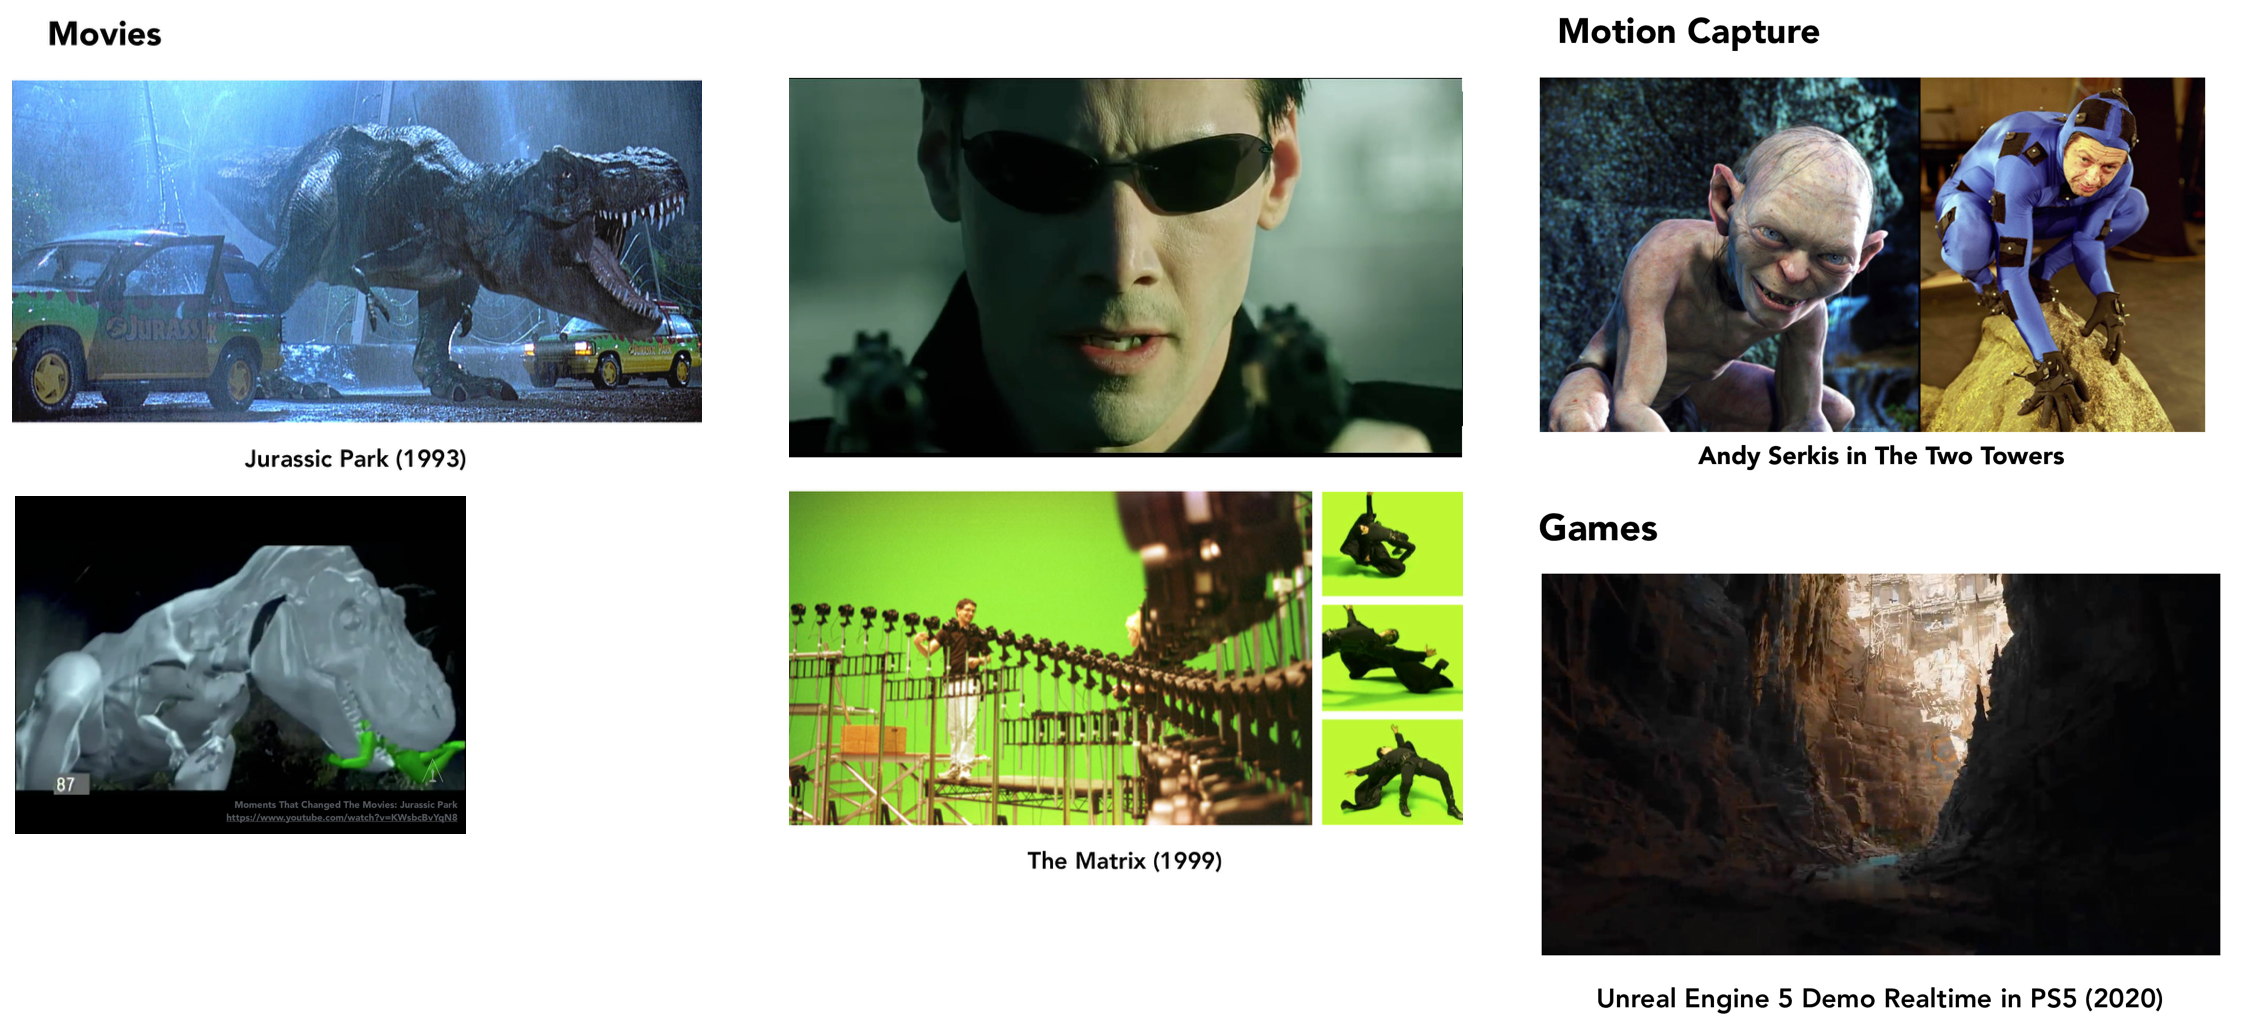 Movies
JURASSI
JURASSIC PARK
Jurassic Park (1993)
87
Moments That Changed The Movies: Jurassic Park
https://www.youtube.com/watch?v=KWsbcBvYqN8
The Matrix (1999)
Motion Capture
Andy Serkis in The Two Towers
Games
Unreal Engine 5 Demo Realtime in PS5 (2020)